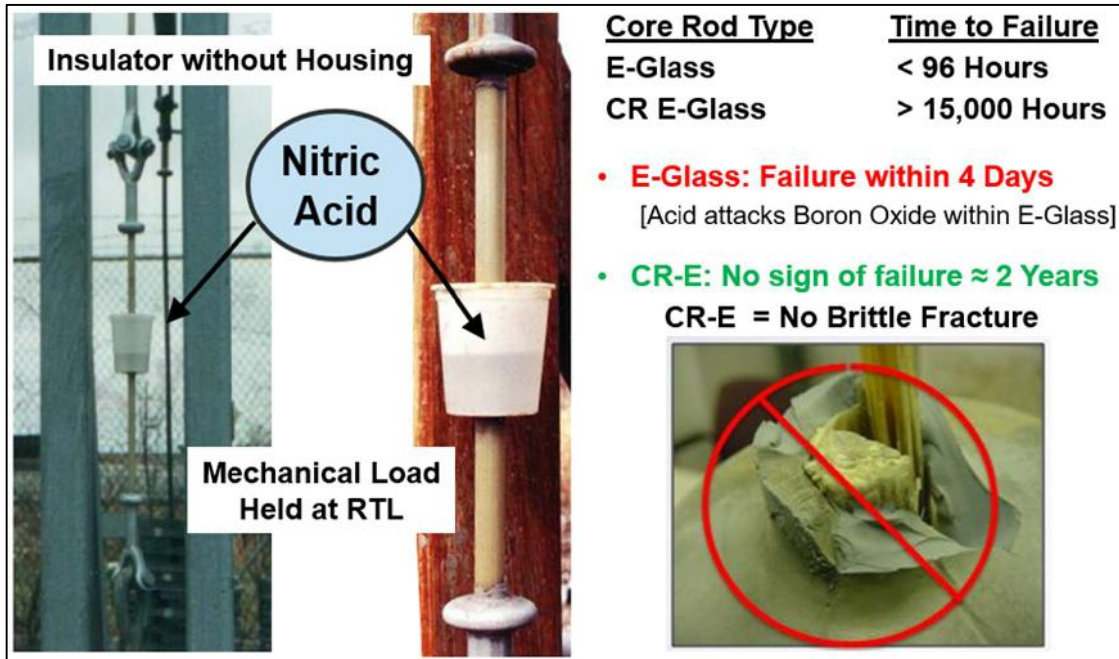 Insulator without Housing
Nitric
Acid
Mechanical Load
Held at RTL
Core Rod Type Time to Failure
E-Glass < 96 Hours
CR E-Glass > 15,000 Hours
• E-Glass: Failure within 4 Days
[Acid attacks Boron Oxide within E-Glass]
• CR-E: No sign of failure ≈ 2 Years
CR-E = No Brittle Fracture